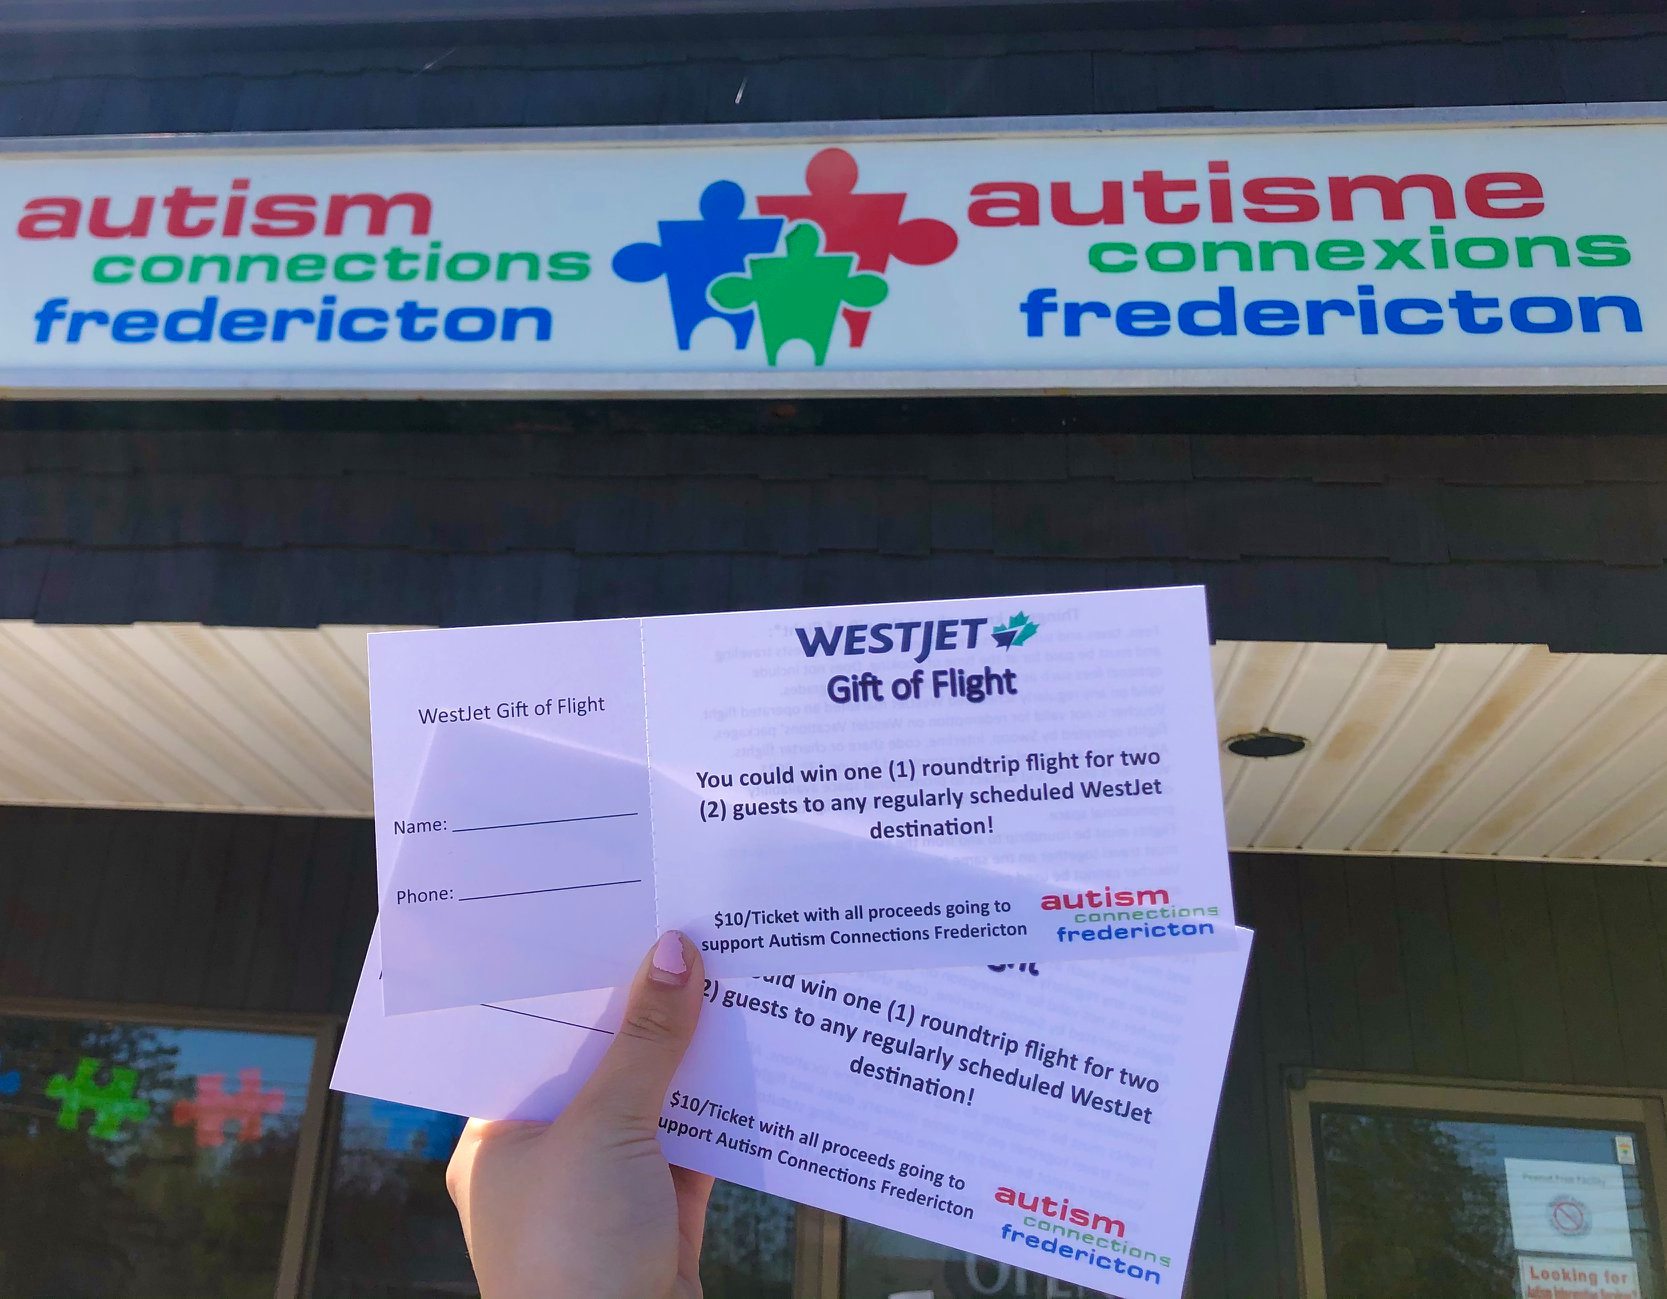 autism
connections
fredericton
autisme
connexions
fredericton
WestJet Gift of Flight
Name:
Phone:
WESTJET
Gift of Flight
You could win one (1) roundtrip flight for two
(2) guests to any regularly scheduled WestJet
destination!
$10/Ticket with all proceeds going to
support Autism Connections Fredericton
autism
connections
fredericton
win one (1) roundtrip flight for two
2) guests to any regularly scheduled WestJet
destination!
$10/Ticket with all proceeds going to
upport Autism Connections Fredericton
autism
connections
fredericton
Peanut Free Facility
Looking for